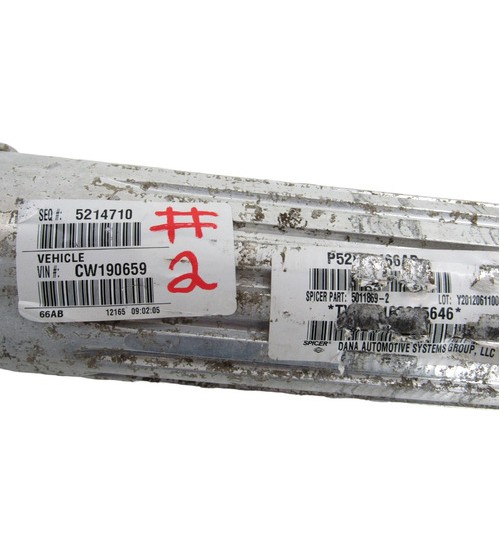 SEQ #: 5214710
#
2
VEHICLE
VIN #: CW190659
66AB 12165 09:02:05
SPICER PART: 5011869-2 LOT: Y2612061100
SPICER®
DANA AUTOMOTIVE SYSTEMS GROUP, LLC